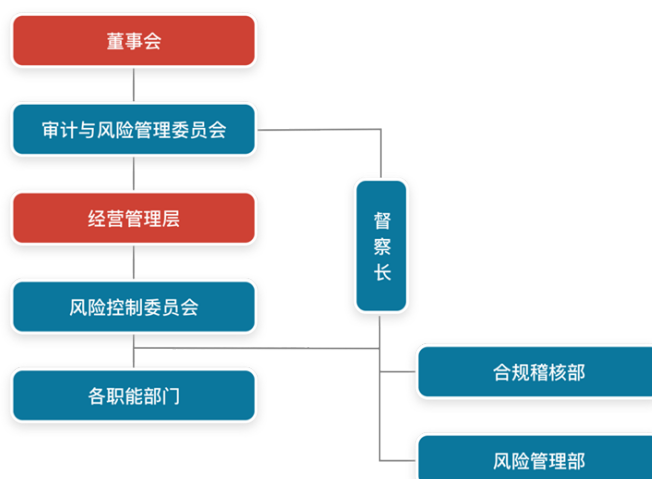 董事会
审计与风险管理委员会
经营管理层
督察长
风险控制委员会
合规稽核部
各职能部门
风险管理部